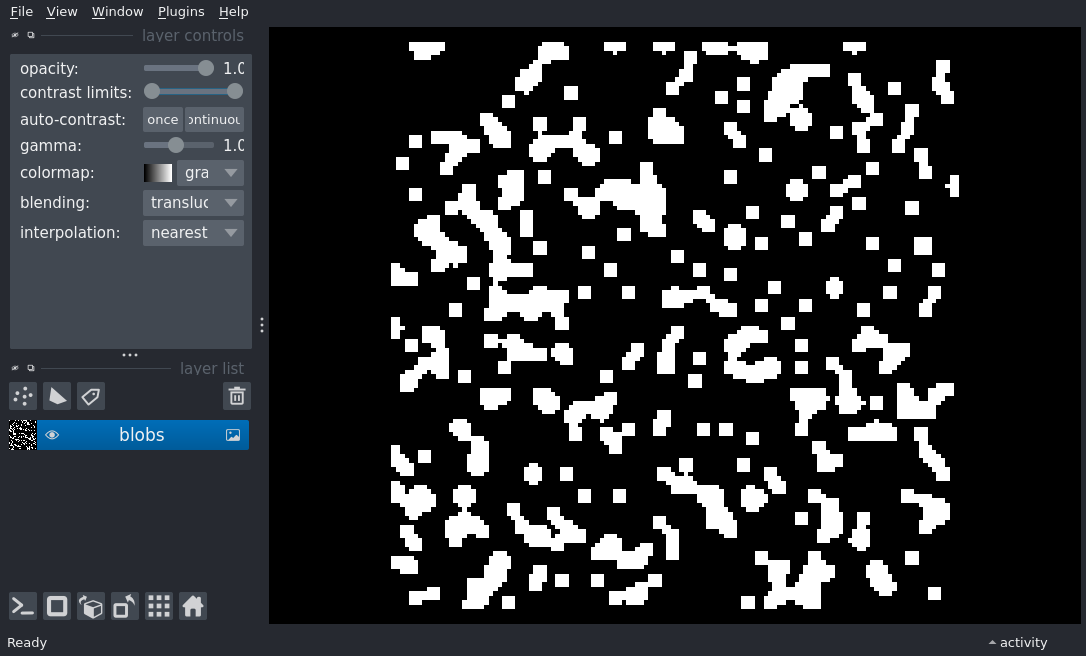 File View Window Plugins Help
layer controls
opacity: 1.0
contrast limits:
auto-contrast: once ontinuou
gamma: 1.0
colormap: gra
blending: transluc
interpolation: nearest
layer list
blobs
Ready activity